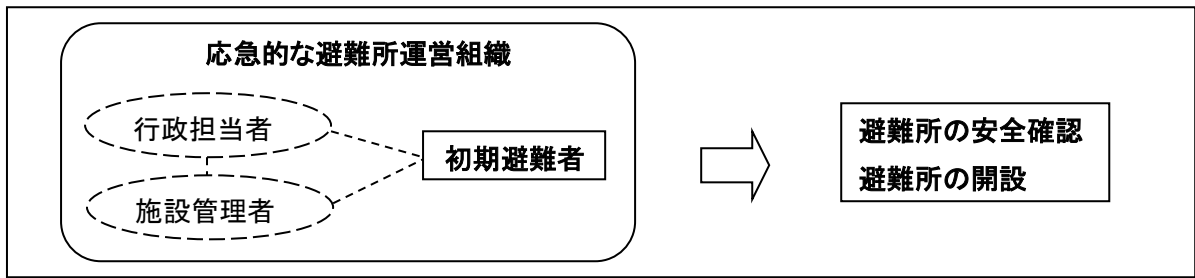 応急的な避難所運営組織
行政担当者
初期避難者
施設管理者
避難所の安全確認
避難所の開設